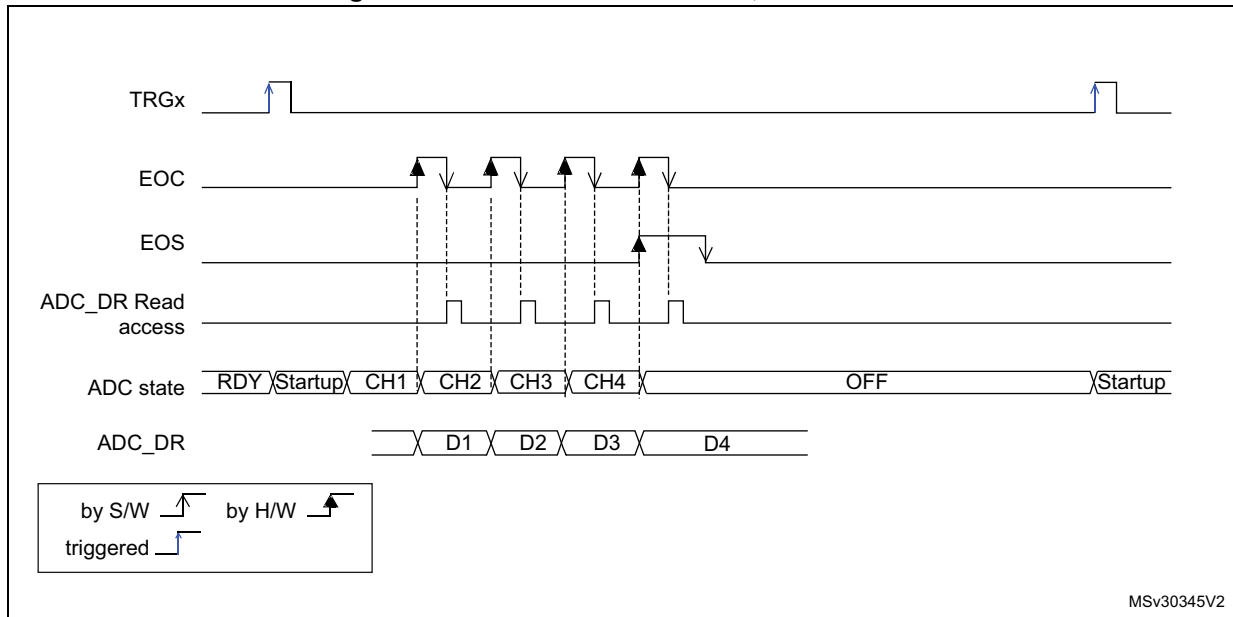 TRGx
EOC
EOS
ADC_DR Read
access
ADC state RDY Startup CH1 CH2 CH3 CH4 OFF Startup
ADC_DR D1 D2 D3 D4
by S/W by H/W
triggered
MSv30345V2